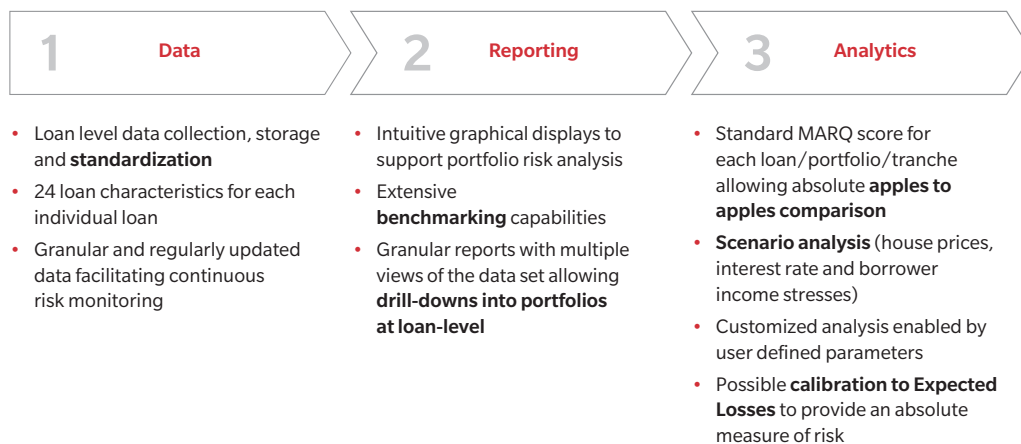 1 Data
• Loan level data collection, storage
and standardization
• 24 loan characteristics for each
individual loan
• Granular and regularly updated
data facilitating continuous
risk monitoring
2 Reporting
• Intuitive graphical displays to
support portfolio risk analysis
• Extensive
benchmarking capabilities
• Granular reports with multiple
views of the data set allowing
drill-downs into portfolios
at loan-level
3 Analytics
• Standard MARQ score for
each loan/portfolio/tranche
allowing absolute apples to
apples comparison
• Scenario analysis (house prices,
interest rate and borrower
income stresses)
• Customized analysis enabled by
user defined parameters
• Possible calibration to Expected
Losses to provide an absolute
measure of risk